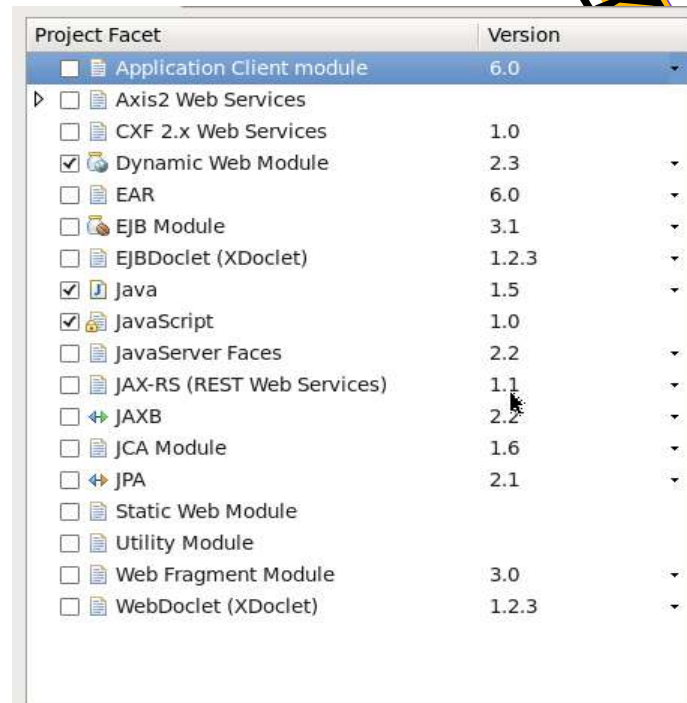 Project Facet Version
Application Client module 6.0
Axis2 Web Services
CXF 2.x Web Services 1.0
Dynamic Web Module 2.3
EAR 6.0
EJB Module 3.1
EJBDoclet (XDoclet) 1.2.3
Java 1.5
JavaScript 1.0
JavaServer Faces 2.2
JAX-RS (REST Web Services) 1.1
JAXB 2.2
JCA Module 1.6
JPA 2.1
Static Web Module
Utility Module
Web Fragment Module 3.0
WebDoclet (XDoclet) 1.2.3